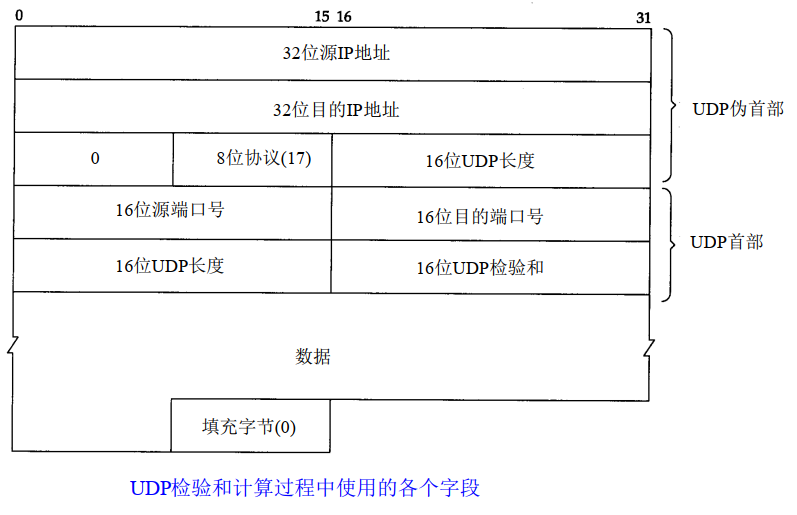 0 15 16 31
32位源IP地址
32位目的IP地址
UDP伪首部
0 8位协议(17) 16位UDP长度
16位源端口号 16位目的端口号
UDP首部
16位UDP长度 16位UDP检验和
数据
填充字节(0)
UDP检验和计算过程中使用的各个字段